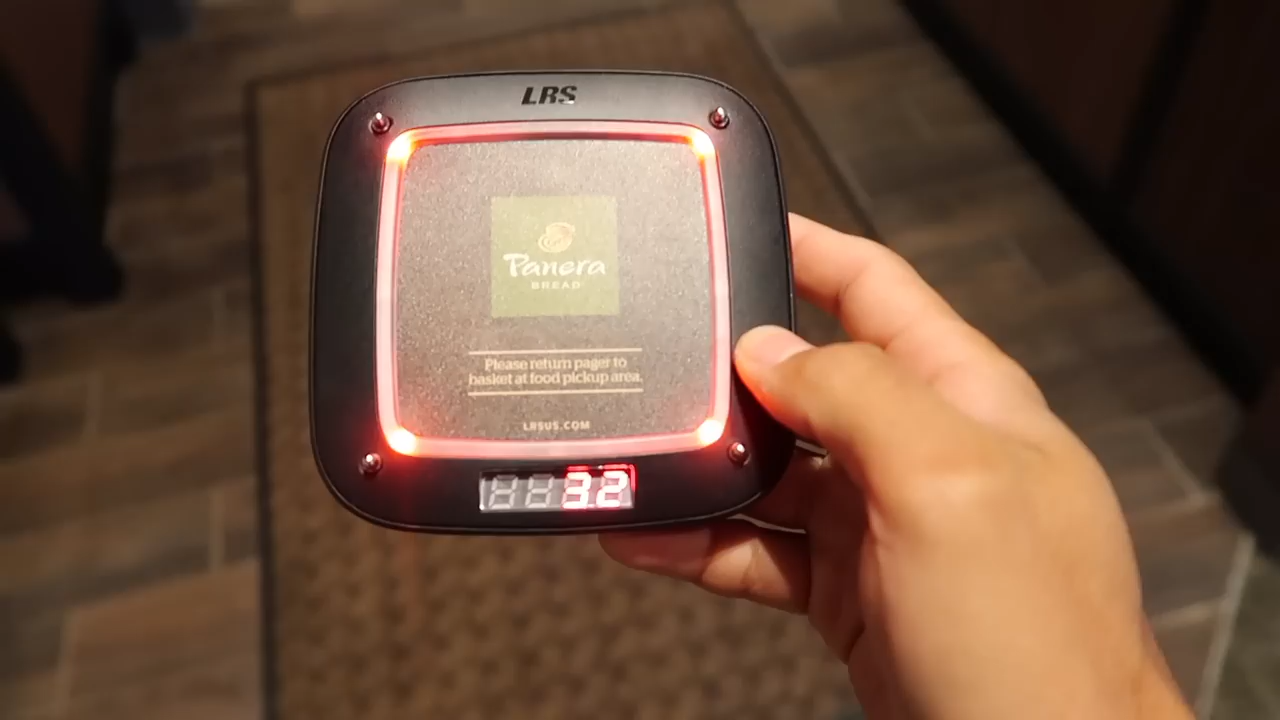 LRS
Panera
BREAD
Please return pager to
basket at food pickup area.
LRSUS.COM
32